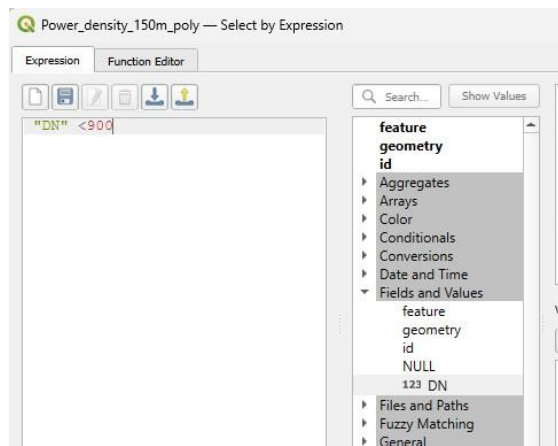 Power_density_150m_poly — Select by Expression
Expression
Function Editor
"DN" <900
Search...
Show Values
feature
geometry
id
Aggregates
Arrays
Color
Conditionals
Conversions
Date and Time
Fields and Values
feature
geometry
id
NULL
123 DN
Files and Paths
Fuzzy Matching
General